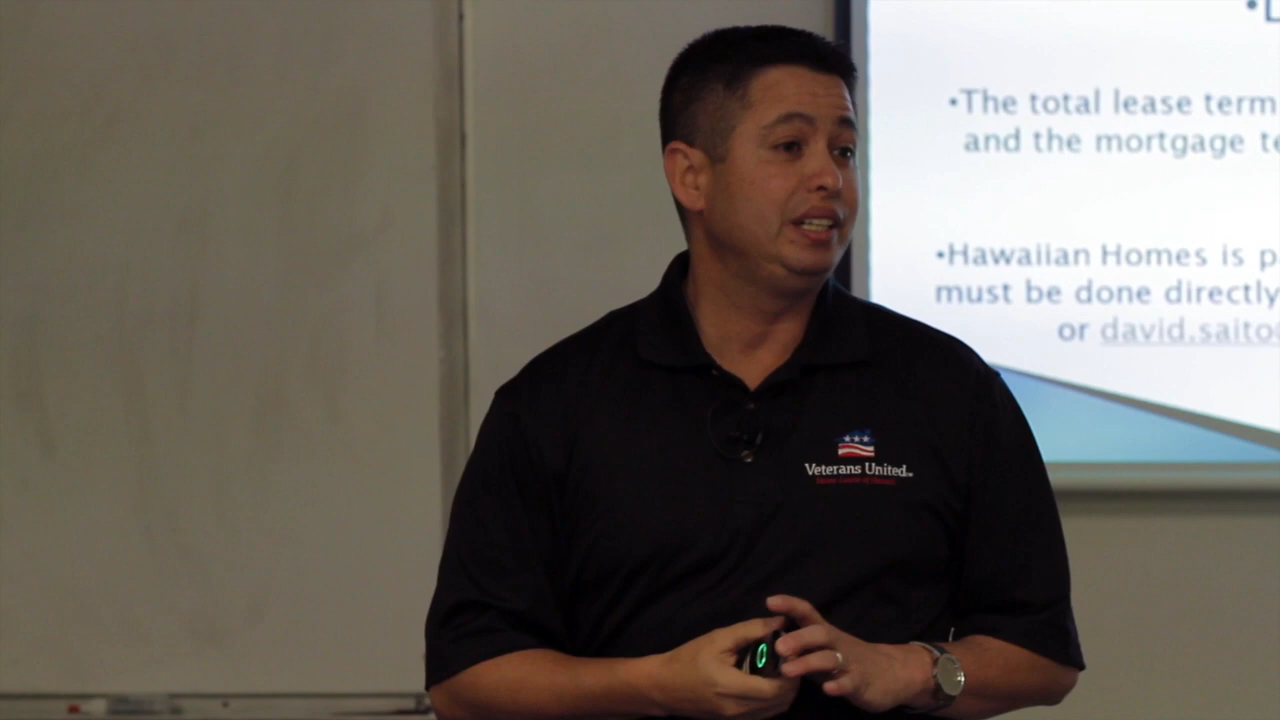 •The total lease term
and the mortgage te
•Hawaiian Homes is p
must be done directly
or david.saito
Veterans United